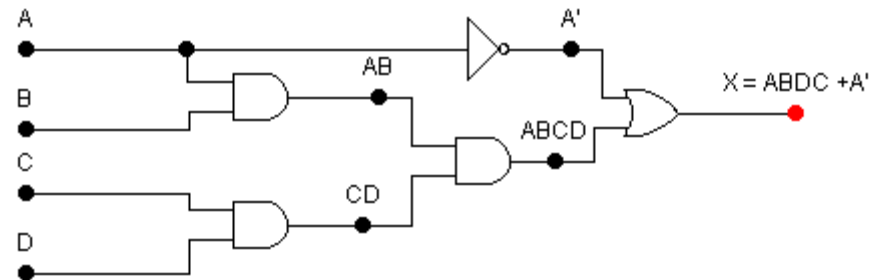 A
A'
AB
X = ABDC +A'
B
ABCD
C
CD
D